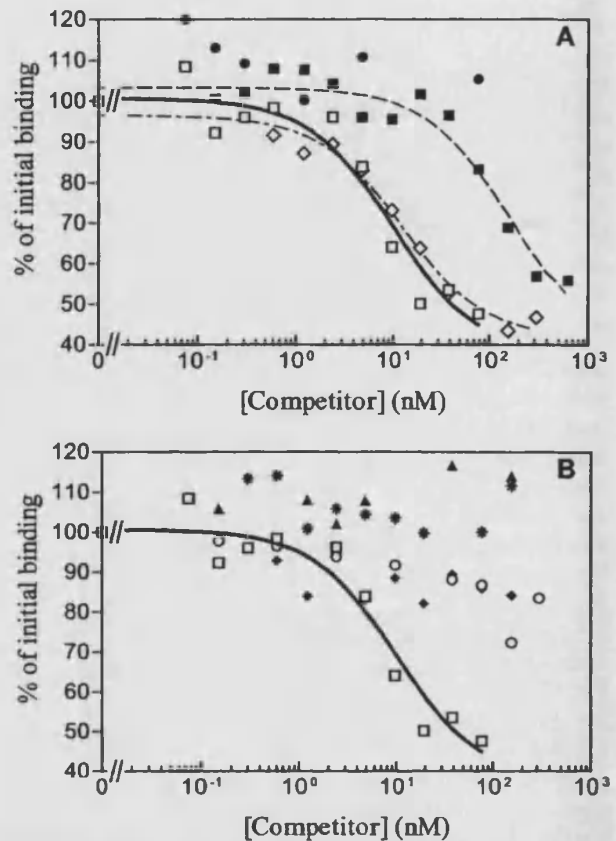 120
110
100
90
80
70
60
50
40
% of initial binding
A
0 // 10⁻¹ 10⁰ 10¹ 10² 10³
[Competitor] (nM)
120
110
100
90
80
70
60
50
40
% of initial binding
B
0 // 10⁻¹ 10⁰ 10¹ 10² 10³
[Competitor] (nM)